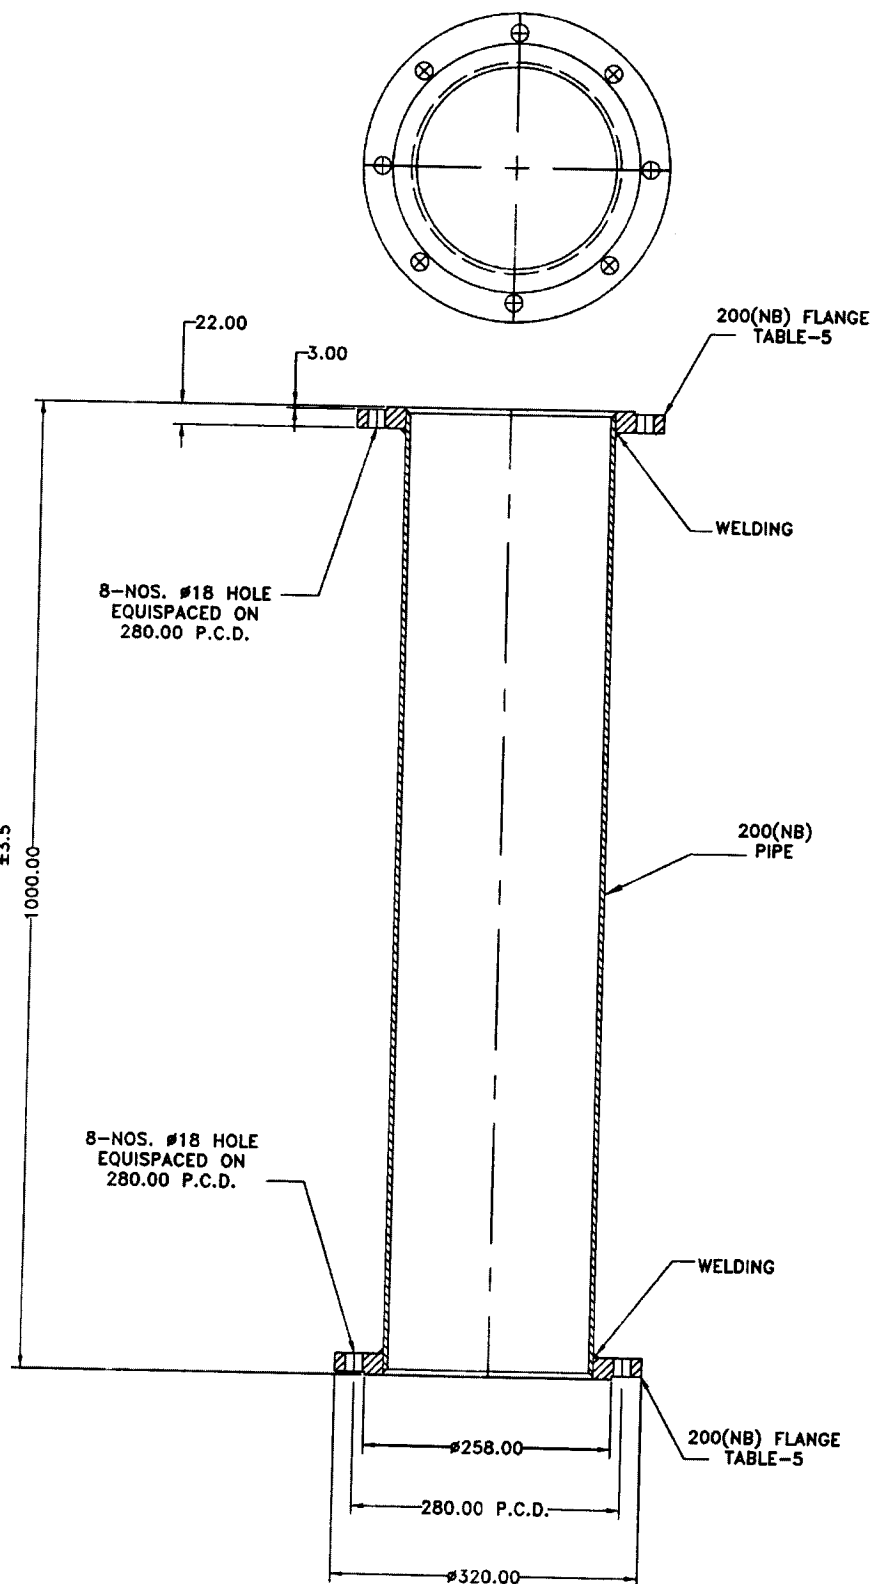 22.00
3.00
200(NB) FLANGE
TABLE-5
WELDING
8-NOS. ø18 HOLE
EQUISPACED ON
280.00 P.C.D.
±3.5
1000.00
200(NB)
PIPE
8-NOS. ø18 HOLE
EQUISPACED ON
280.00 P.C.D.
WELDING
200(NB) FLANGE
TABLE-5
ø258.00
280.00 P.C.D.
ø320.00